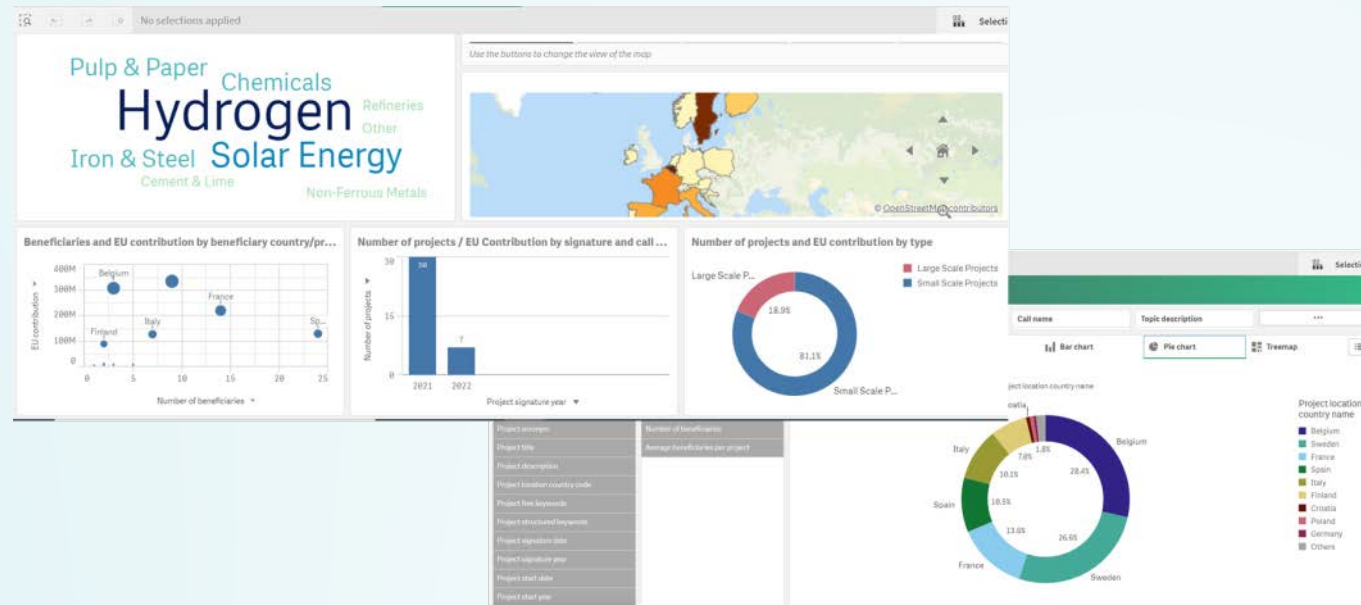 No selections applied
Selecti
Pulp & Paper
Chemicals
Hydrogen
Refineries
Other
Iron & Steel
Solar Energy
Cement & Lime
Non-Ferrous Metals
Use the buttons to change the view of the map
© OpenStreetMap contributors
Beneficiaries and EU contribution by beneficiary country/pr...
EU contribution
400M
300M
200M
100M
0
Belgium
France
Finland
Italy
Sp...
0 5 10 15 20 25
Number of beneficiaries
Number of projects / EU Contribution by signature and call ...
Number of projects
30
15
0
30
7
2021 2022
Project signature year
Number of projects and EU contribution by type
Large Scale P...
18.9%
81.1%
Small Scale P...
Large Scale Projects
Small Scale Projects
Selecti
Call name
Topic description
...
Bar chart
Pie chart
Treemap
Project acronym
Project title
Project description
Project location country code
Project free keywords
Project structured keywords
Project signature date
Project signature year
Project start date
Project start year
Number of beneficiaries
Average beneficiaries per project
ject location country name
oatia
Italy
Belgium
Spain
France
Sweden
7.8%
1.8%
10.1%
28.4%
10.5%
13.6%
26.6%
Project location
country name
Belgium
Sweden
France
Spain
Italy
Finland
Croatia
Poland
Germany
Others